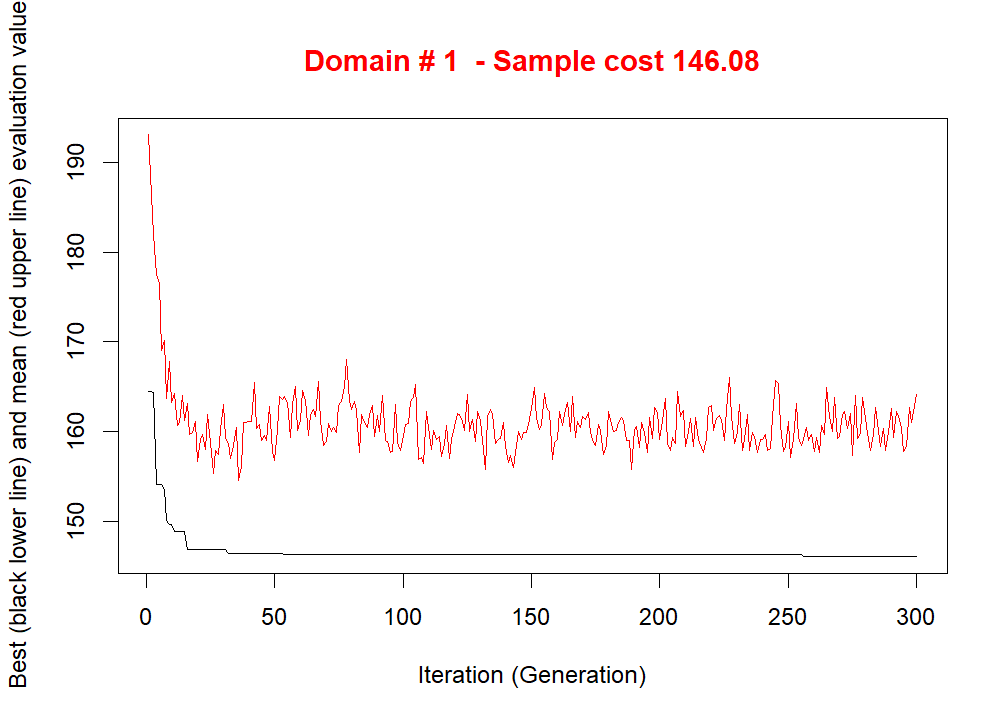 Domain # 1  - Sample cost 146.08
Best (black lower line) and mean (red upper line) evaluation value
190
180
170
160
150
0 50 100 150 200 250 300
Iteration (Generation)